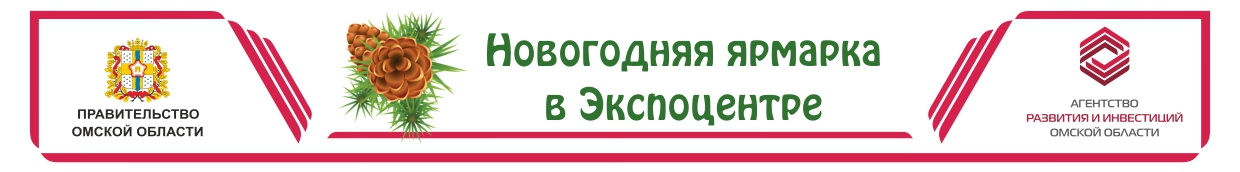 ПРАВИТЕЛЬСТВО
ОМСКОЙ ОБЛАСТИ
Новогодняя ярмарка
в Экспоцентре
АГЕНТСТВО
РАЗВИТИЯ И ИНВЕСТИЦИЙ
ОМСКОЙ ОБЛАСТИ